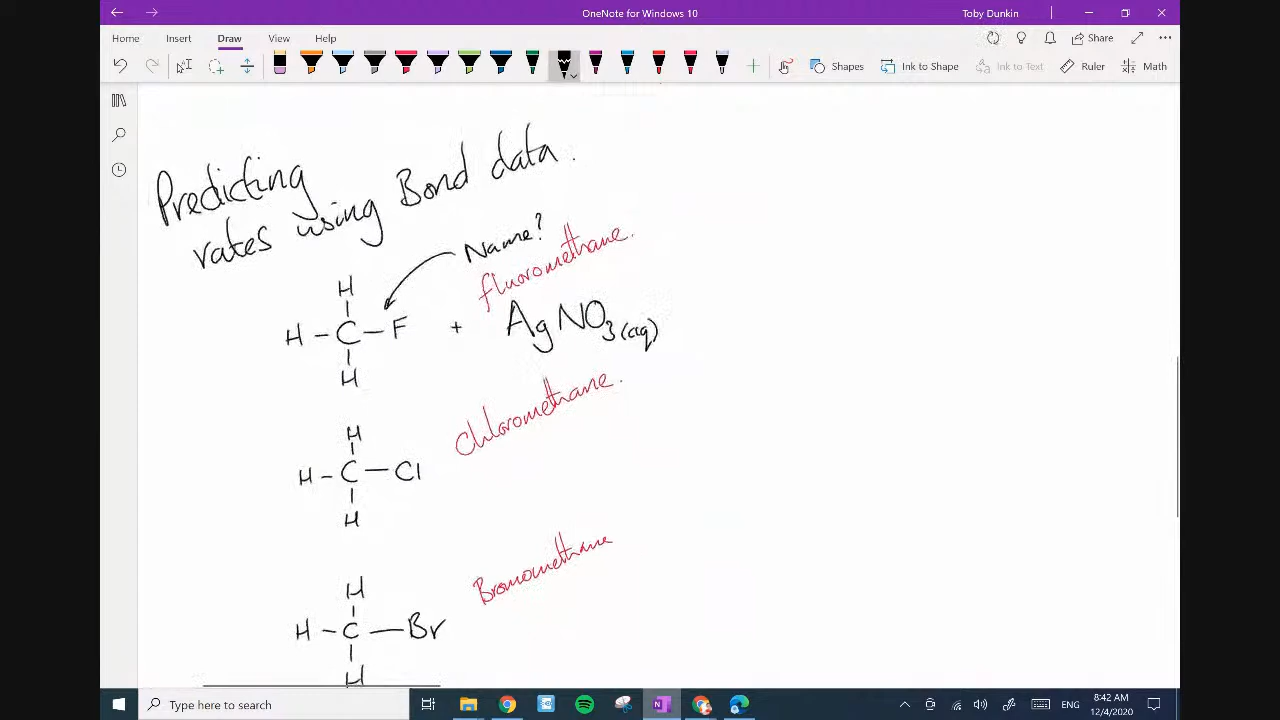 OneNote for Windows 10
Toby Dunkin
Home Insert Draw View Help
Share
Shapes Ink to Shape Ink to Text Ruler Math
Predicting
rates using Bond data.
Name?
fluoromethane.
H
H - C - F + AgNO3(aq)
H
chloromethane.
H
H - C - Cl
H
Bromomethane
H
H - C - Br
H
Type here to search
ENG
8:42 AM
12/4/2020